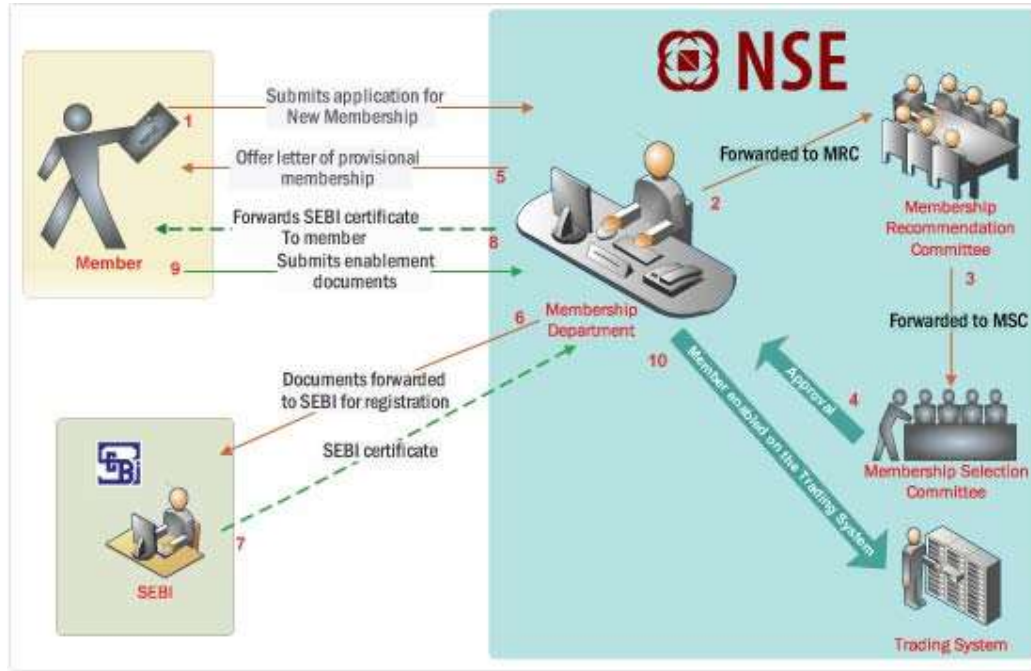 NSE
Submits application for
New Membership
1
Offer letter of provisional
membership
5
Forwards SEBI certificate
To member
8
Member
9
Submits enablement
documents
Forwarded to MRC
2
Membership
Recommendation
Committee
3
Forwarded to MSC
6
Membership
Department
10
Approval
4
Member enabled on the Trading System
Membership Selection
Committee
Documents forwarded
to SEBI for registration
SEBI certificate
SEBI
7
SEBI
Trading System